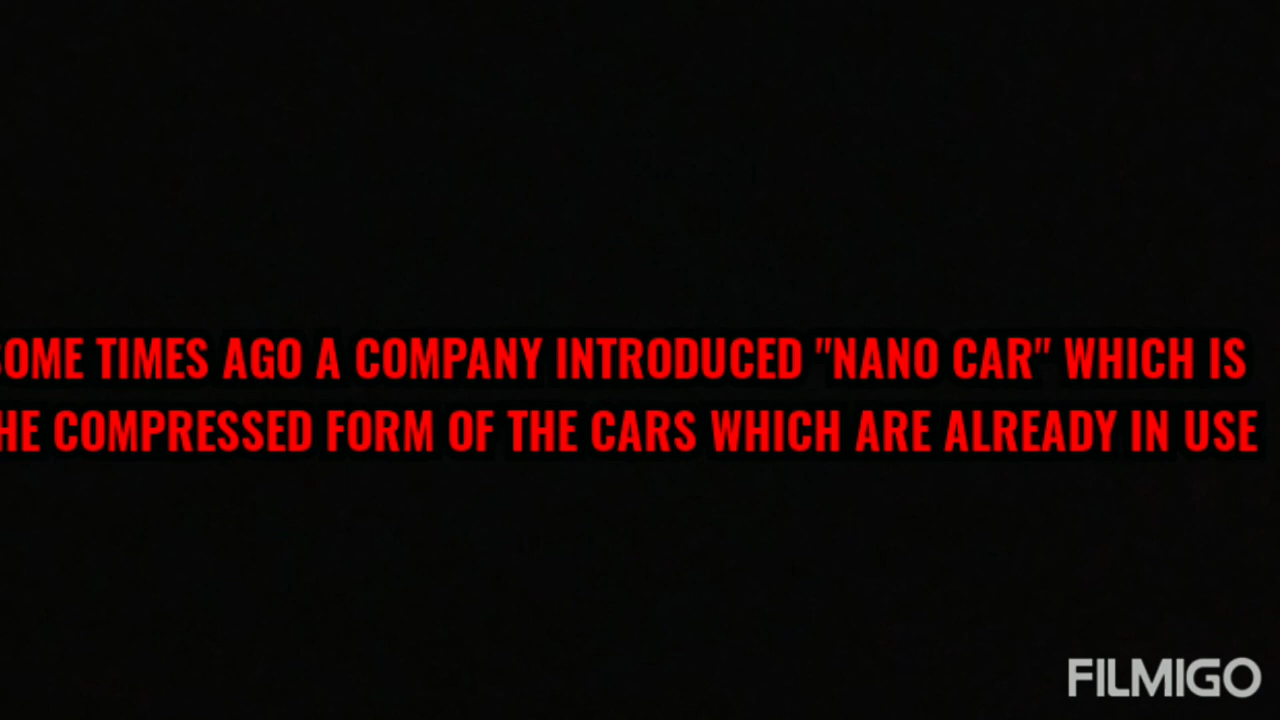 SOME TIMES AGO A COMPANY INTRODUCED "NANO CAR" WHICH IS
HE COMPRESSED FORM OF THE CARS WHICH ARE ALREADY IN USE
FILMIGO